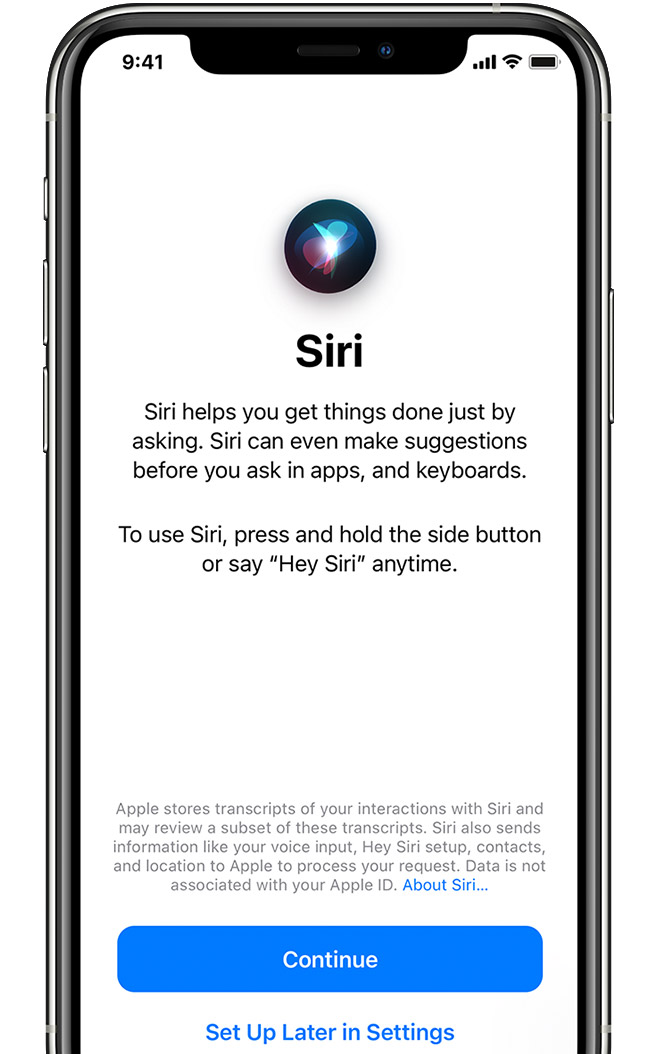 9:41
Siri
Siri helps you get things done just by
asking. Siri can even make suggestions
before you ask in apps, and keyboards.
To use Siri, press and hold the side button
or say “Hey Siri” anytime.
Apple stores transcripts of your interactions with Siri and
may review a subset of these transcripts. Siri also sends
information like your voice input, Hey Siri setup, contacts,
and location to Apple to process your request. Data is not
associated with your Apple ID. About Siri...
Continue
Set Up Later in Settings